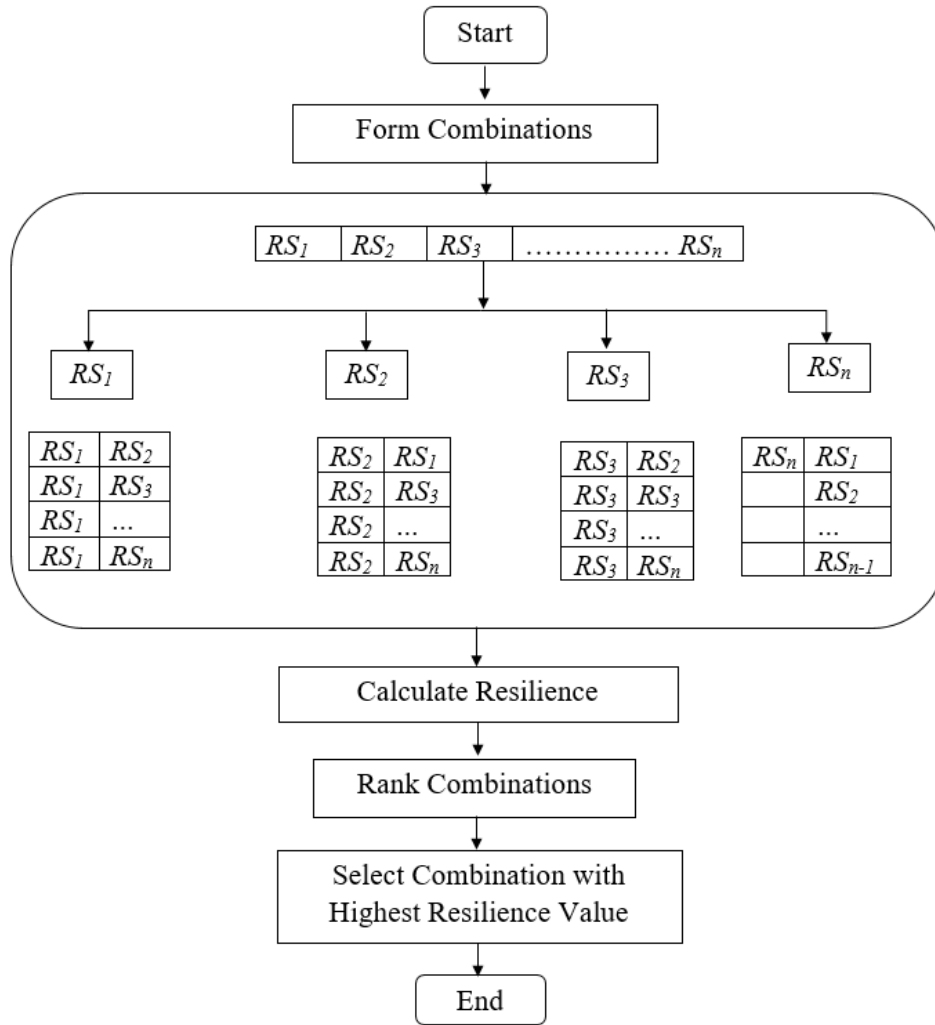 Start
Form Combinations
RS₁ RS₂ RS₃ ............... RSₙ
RS₁ RS₂ RS₃ RSₙ
RS₁ RS₂
RS₁ RS₃
RS₁ ...
RS₁ RSₙ
RS₂ RS₁
RS₂ RS₃
RS₂ ...
RS₂ RSₙ
RS₃ RS₂
RS₃ RS₃
RS₃ ...
RS₃ RSₙ
RSₙ RS₁
RS₂
...
RSₙ₋₁
Calculate Resilience
Rank Combinations
Select Combination with
Highest Resilience Value
End